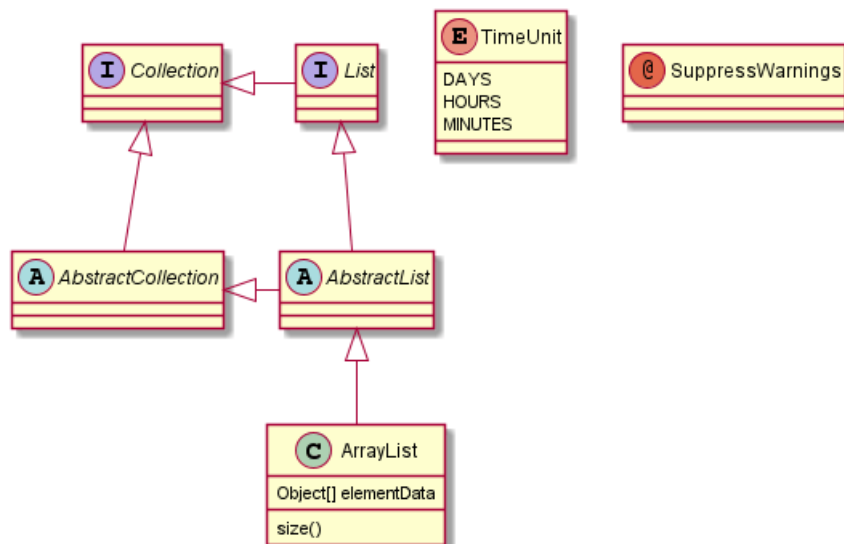 I Collection
I List
E TimeUnit
DAYS
HOURS
MINUTES
@ SuppressWarnings
A AbstractCollection
A AbstractList
C ArrayList
Object[] elementData
size()